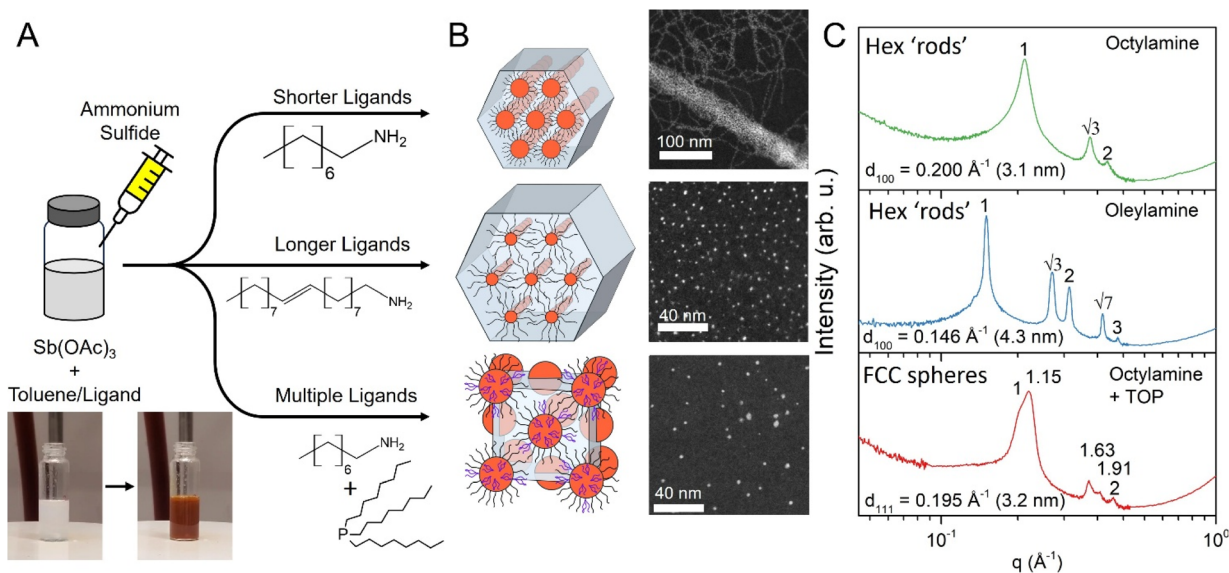 A
Ammonium
Sulfide
Sb(OAc)₃
+
Toluene/Ligand
Shorter Ligands
NH₂
6
Longer Ligands
7
7
NH₂
Multiple Ligands
NH₂
6
+
P
B
100 nm
40 nm
40 nm
C
Intensity (arb. u.)
Hex ‘rods’
Octylamine
1
√3
2
d₁₀₀ = 0.200 Å⁻¹ (3.1 nm)
Hex ‘rods’
Oleylamine
1
√3
2
√7
3
d₁₀₀ = 0.146 Å⁻¹ (4.3 nm)
FCC spheres
Octylamine
+ TOP
1
1.15
1.63
1.91
2
d₁₁₁ = 0.195 Å⁻¹ (3.2 nm)
10⁻¹
10⁰
q (Å⁻¹)